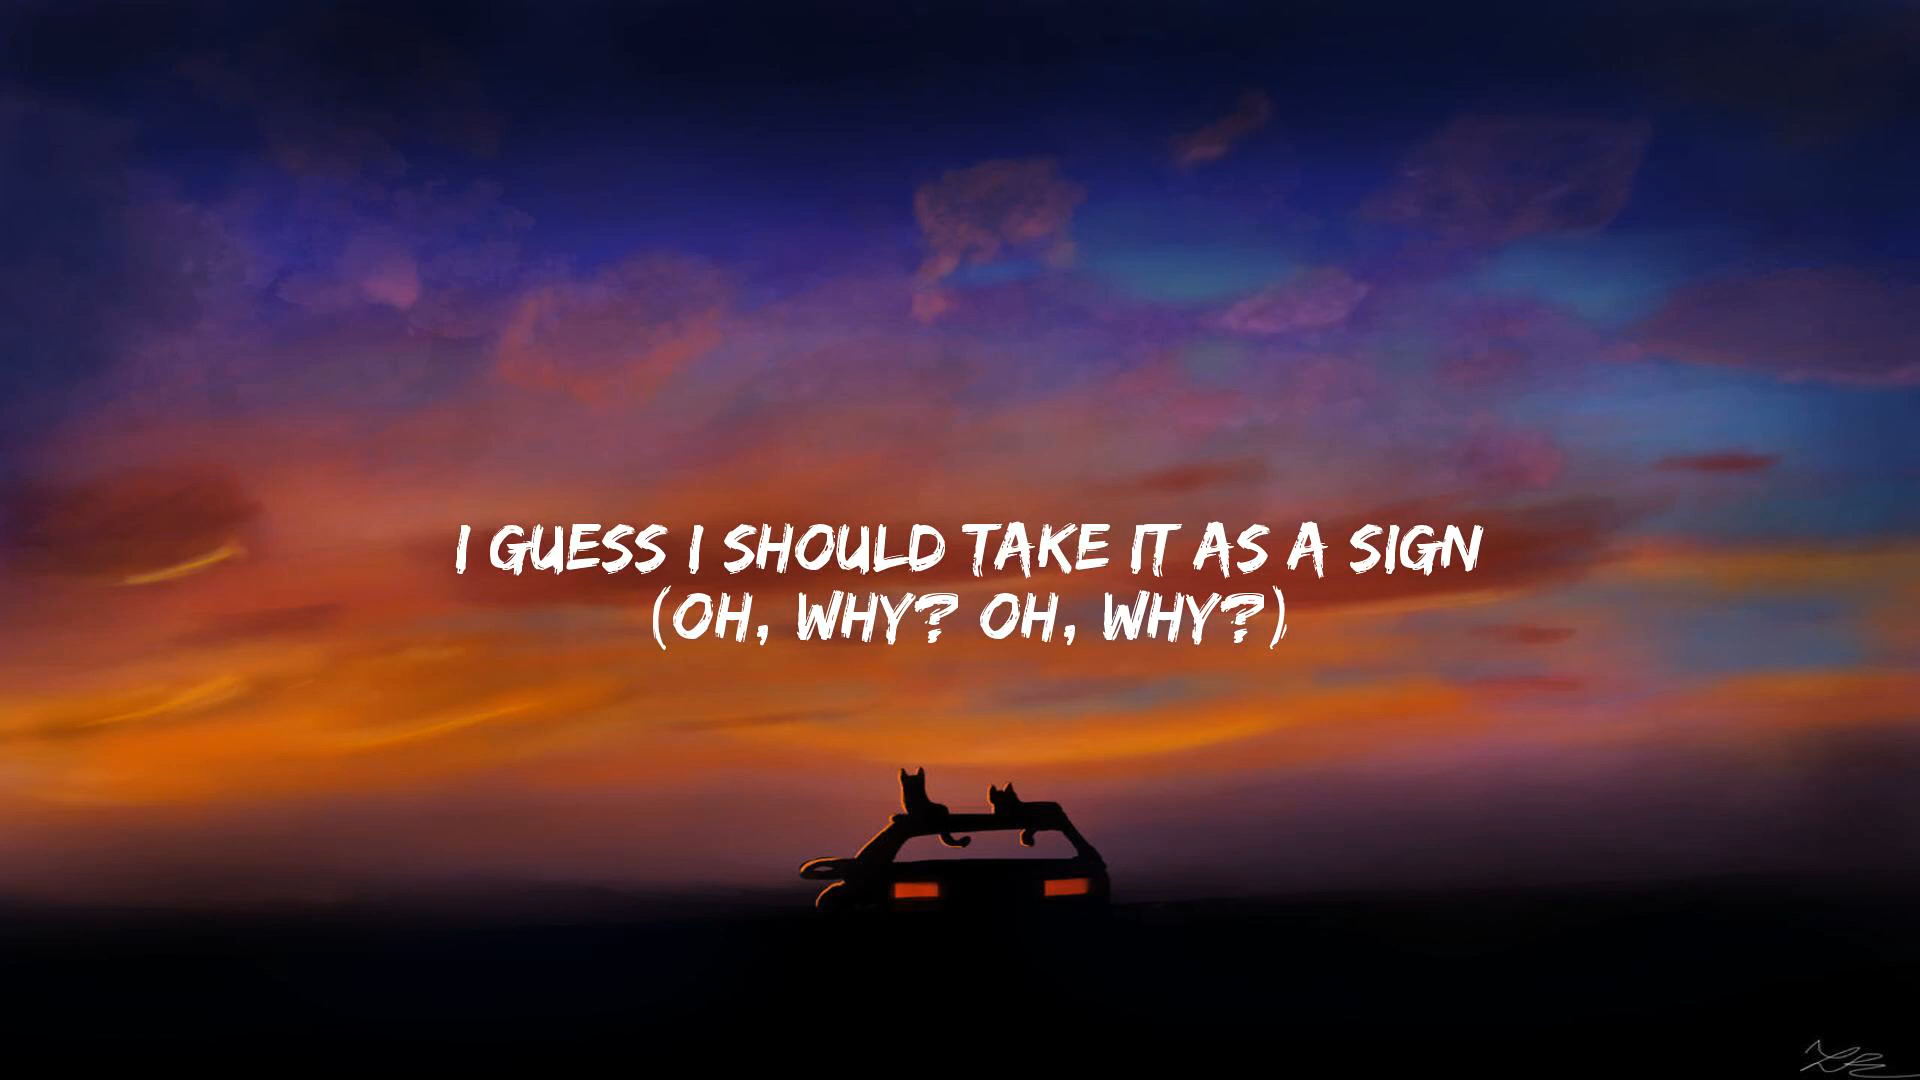 I GUESS I SHOULD TAKE IT AS A SIGN
(OH, WHY? OH, WHY?)